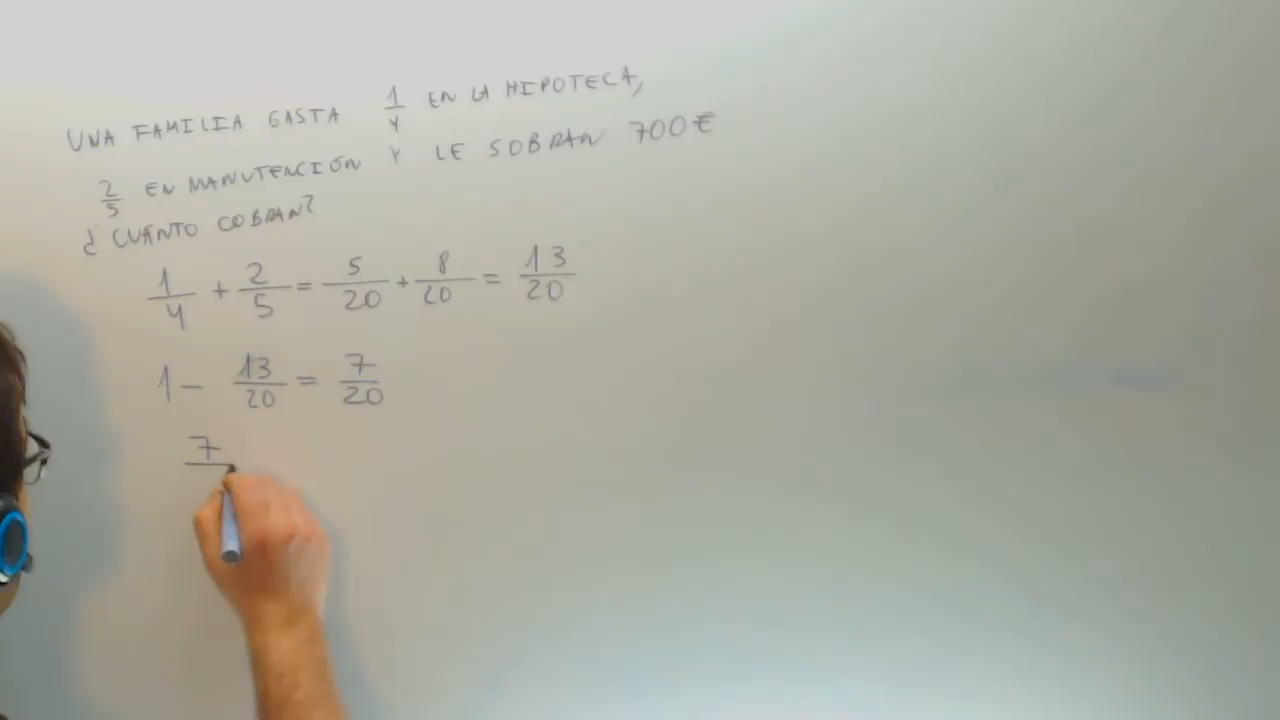 UNA FAMILIA GASTA 1/4 EN LA HIPOTECA,
2/5 EN MANUTENCIÓN Y LE SOBRAN 700€
¿CUÁNTO COBRAN?
1/4 + 2/5 = 5/20 + 8/20 = 13/20
1 - 13/20 = 7/20
7